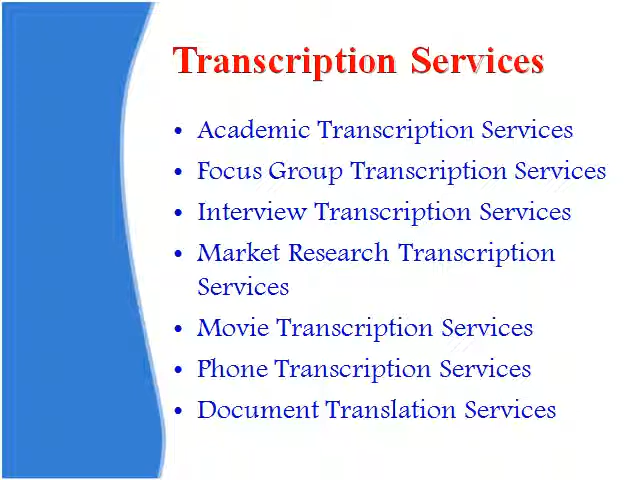 Transcription Services
• Academic Transcription Services
• Focus Group Transcription Services
• Interview Transcription Services
• Market Research Transcription
Services
• Movie Transcription Services
• Phone Transcription Services
• Document Translation Services